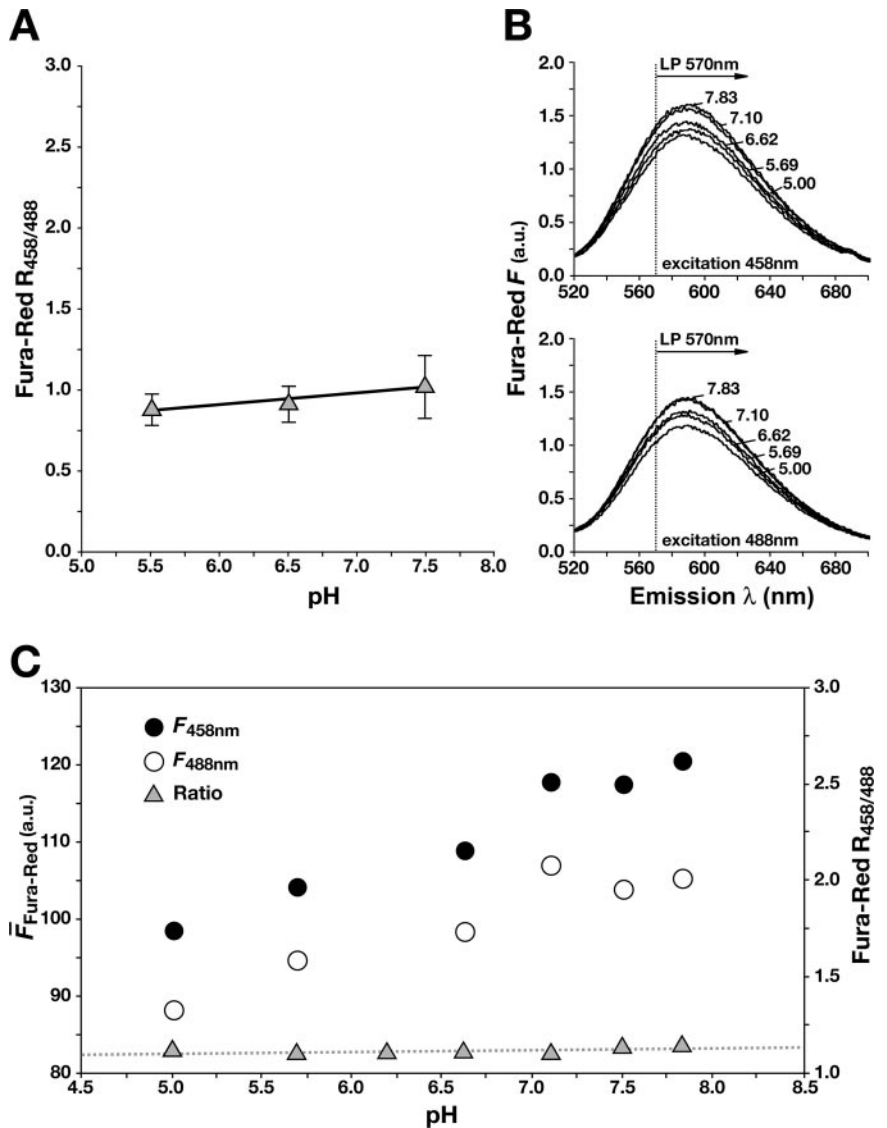 A
3.0
2.5
2.0
1.5
1.0
0.5
0.0
5.0 5.5 6.0 6.5 7.0 7.5 8.0
pH
Fura-Red R458/488
B
2.0
1.5
1.0
0.5
0.0
LP 570nm
7.83
7.10
6.62
5.69
5.00
excitation 458nm
520 560 600 640 680
Fura-Red F (a.u.)
2.0
1.5
1.0
0.5
0.0
LP 570nm
7.83
7.10
6.62
5.69
5.00
excitation 488nm
520 560 600 640 680
Emission λ (nm)
C
130
120
110
100
90
80
F̅Fura-Red (a.u.)
F458nm
F488nm
Ratio
3.0
2.5
2.0
1.5
1.0
Fura-Red R458/488
4.5 5.0 5.5 6.0 6.5 7.0 7.5 8.0 8.5
pH